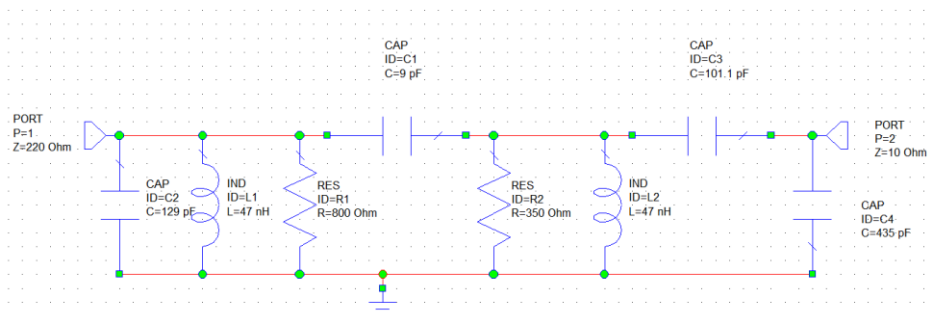 CAP
ID=C1
C=9 pF
CAP
ID=C3
C=101.1 pF
PORT
P=1
Z=220 Ohm
PORT
P=2
Z=10 Ohm
CAP
ID=C2
C=129 pF
IND
ID=L1
L=47 nH
RES
ID=R1
R=800 Ohm
RES
ID=R2
R=350 Ohm
IND
ID=L2
L=47 nH
CAP
ID=C4
C=435 pF